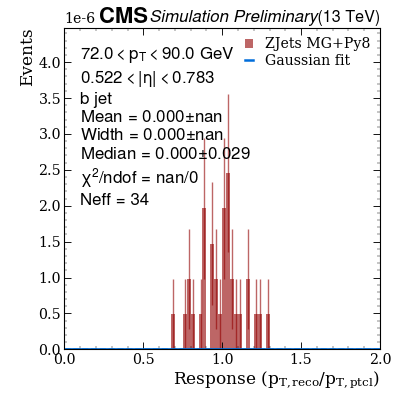 1e-6 CMS Simulation Preliminary (13 TeV)
Events
72.0 < pT < 90.0 GeV
0.522 < |η| < 0.783
b jet
Mean = 0.000±nan
Width = 0.000±nan
Median = 0.000±0.029
χ²/ndof = nan/0
Neff = 34
ZJets MG+Py8
Gaussian fit
4.0
3.5
3.0
2.5
2.0
1.5
1.0
0.5
0.0
0.0 0.5 1.0 1.5 2.0
Response (pT,reco/pT,ptcl)